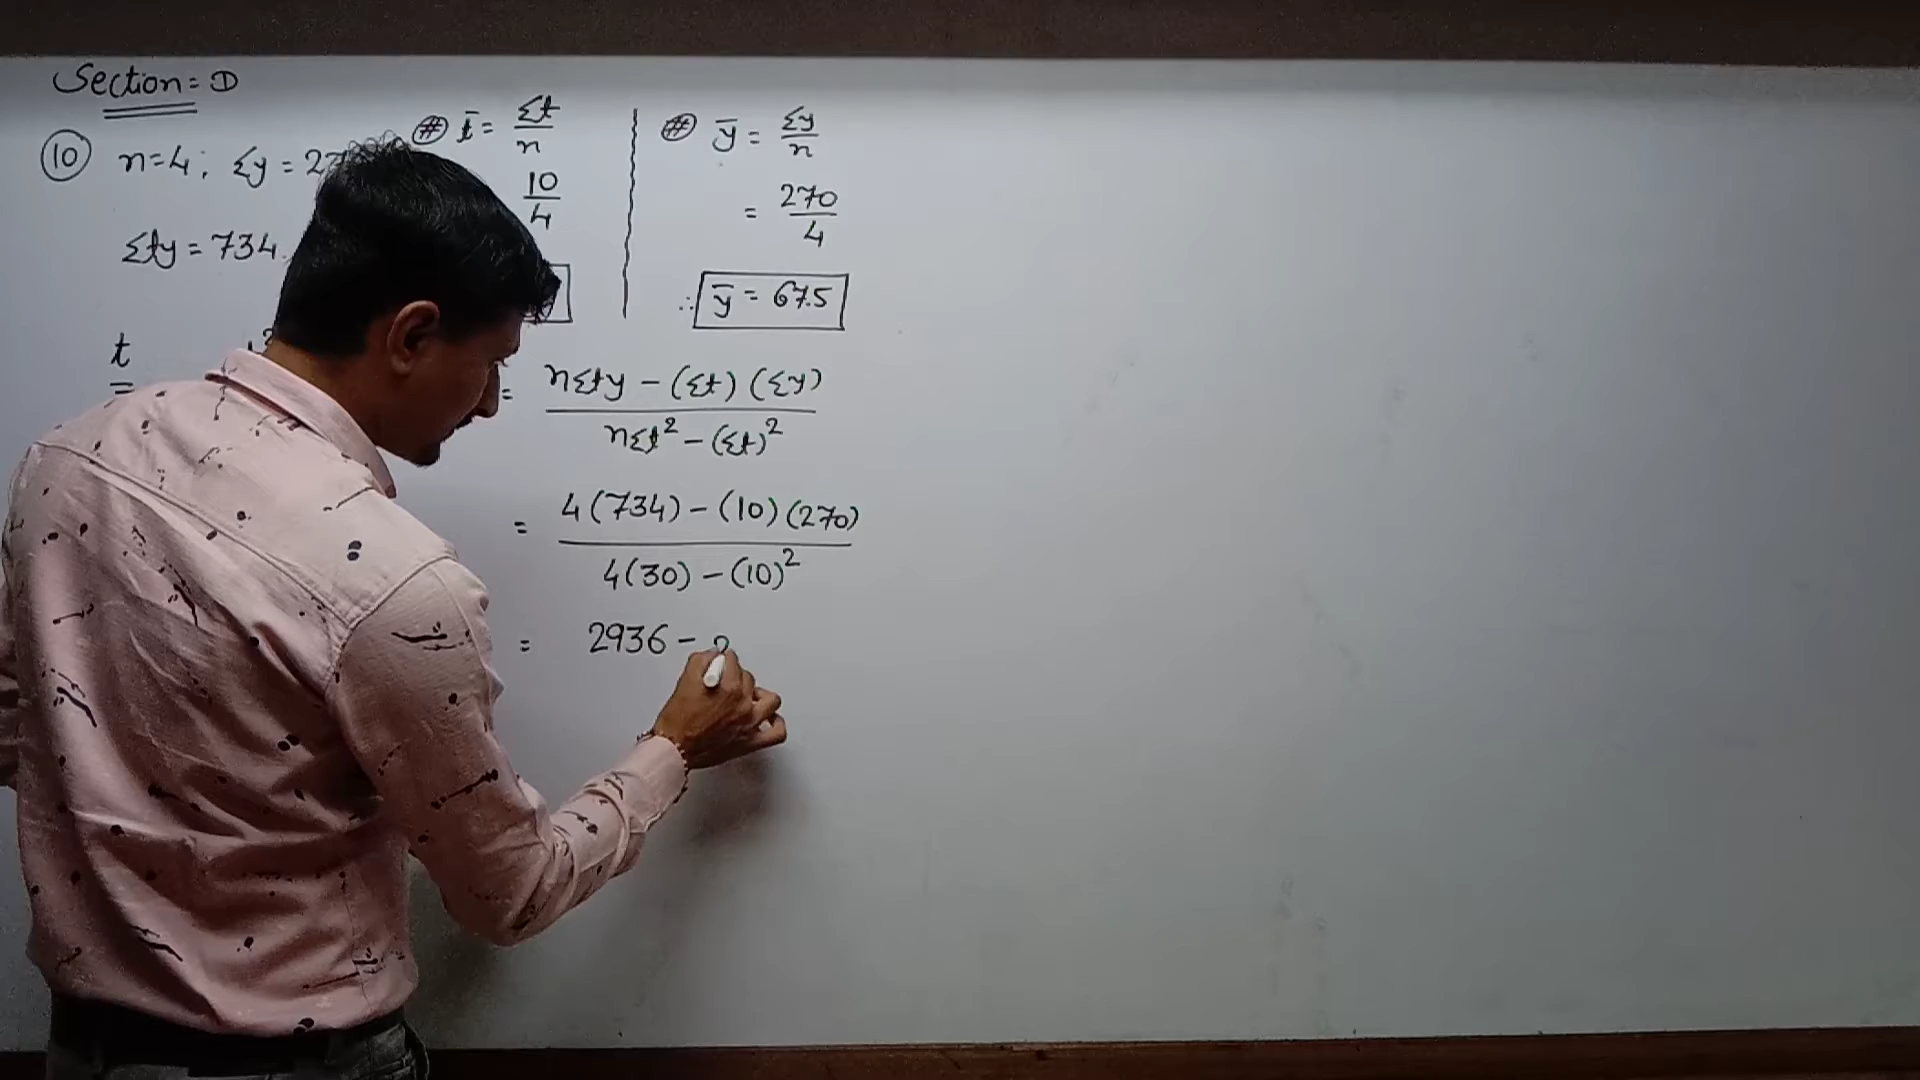 Section = D
10 n=4; Σy = 27
Σty = 734.
t
=
# t̄ = Σt/n
10/4
# ȳ = Σy/n
= 270/4
∴ ȳ = 67.5
= nΣty - (Σt) (Σy)
nΣt² - (Σt)²
= 4(734) - (10) (270)
4(30) - (10)²
= 2936 -